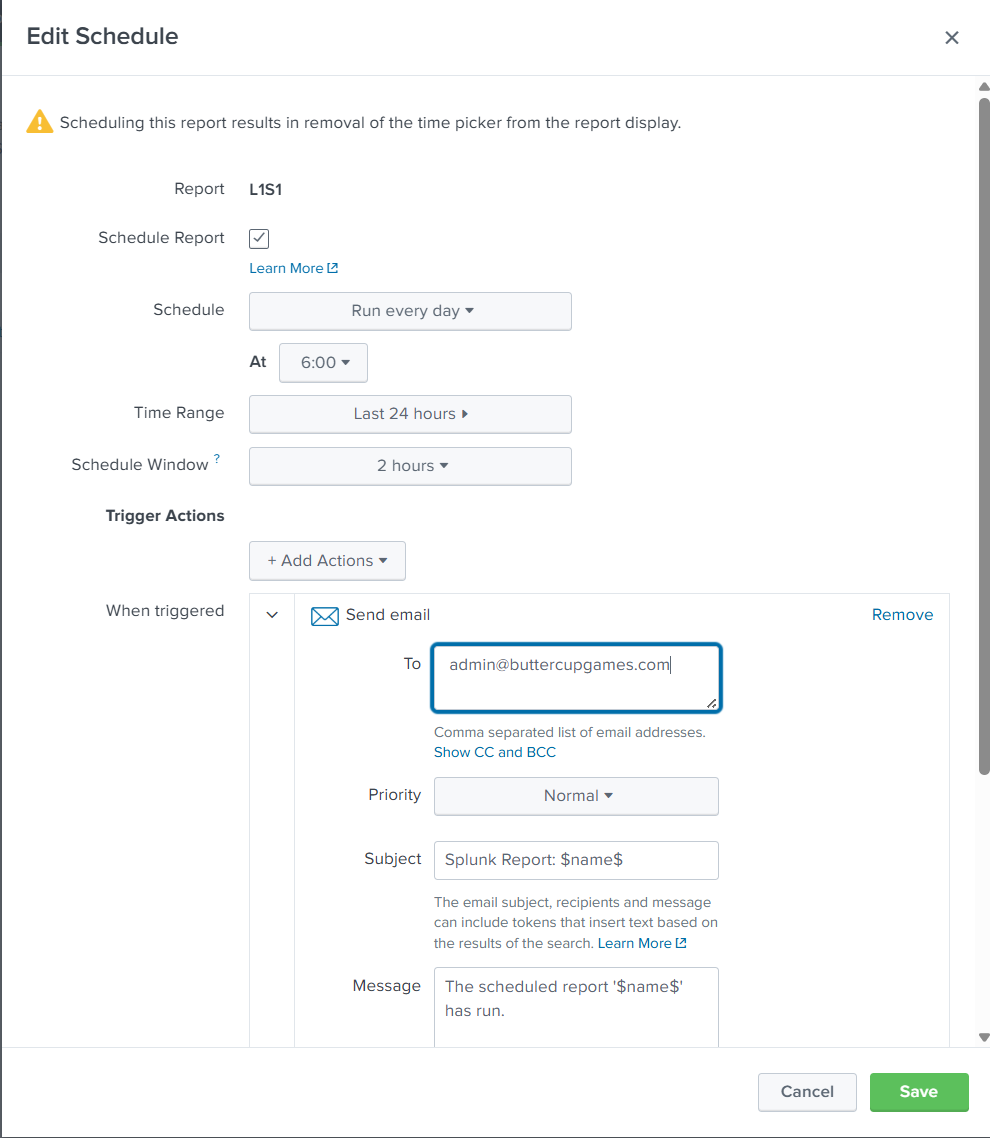 Edit Schedule
Scheduling this report results in removal of the time picker from the report display.
Report L1S1
Schedule Report
Learn More
Schedule Run every day
At 6:00
Time Range Last 24 hours
Schedule Window ? 2 hours
Trigger Actions
+ Add Actions
When triggered Send email Remove
To admin@buttercupgames.com
Comma separated list of email addresses.
Show CC and BCC
Priority Normal
Subject Splunk Report: $name$
The email subject, recipients and message
can include tokens that insert text based on
the results of the search. Learn More
Message The scheduled report '$name$'
has run.
Cancel Save